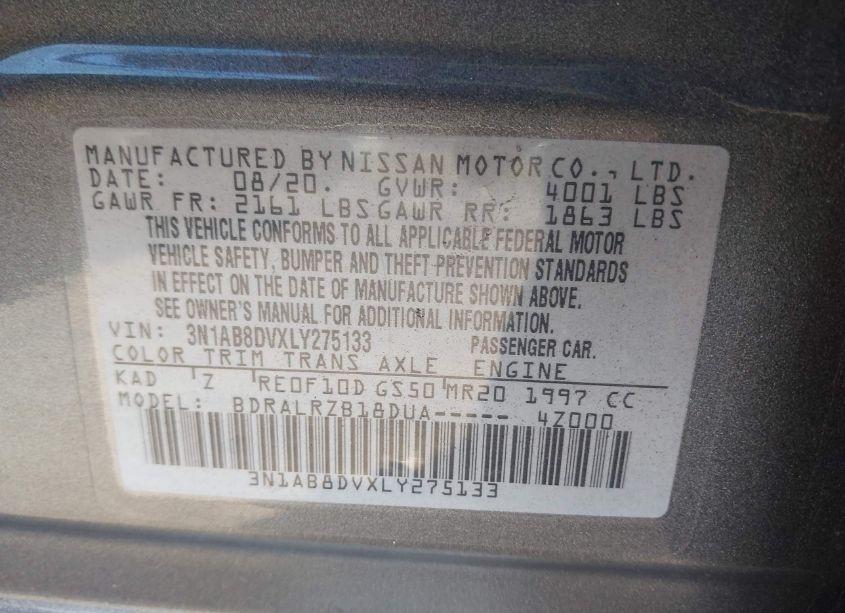 MANUFACTURED BY NISSAN MOTOR CO., LTD.
DATE: 08/20. GVWR: 4001 LBS
GAWR FR: 2161 LBS GAWR RR: 1863 LBS
THIS VEHICLE CONFORMS TO ALL APPLICABLE FEDERAL MOTOR
VEHICLE SAFETY, BUMPER AND THEFT PREVENTION STANDARDS
IN EFFECT ON THE DATE OF MANUFACTURE SHOWN ABOVE.
SEE OWNER'S MANUAL FOR ADDITIONAL INFORMATION.
VIN: 3N1AB8DVXLY275133 PASSENGER CAR.
COLOR TRIM TRANS AXLE ENGINE
KAD Z RE0F10D GS50 MR20 1997 CC
MODEL: BDRALRZB18DUA----- 4Z000
3N1AB8DVXLY275133